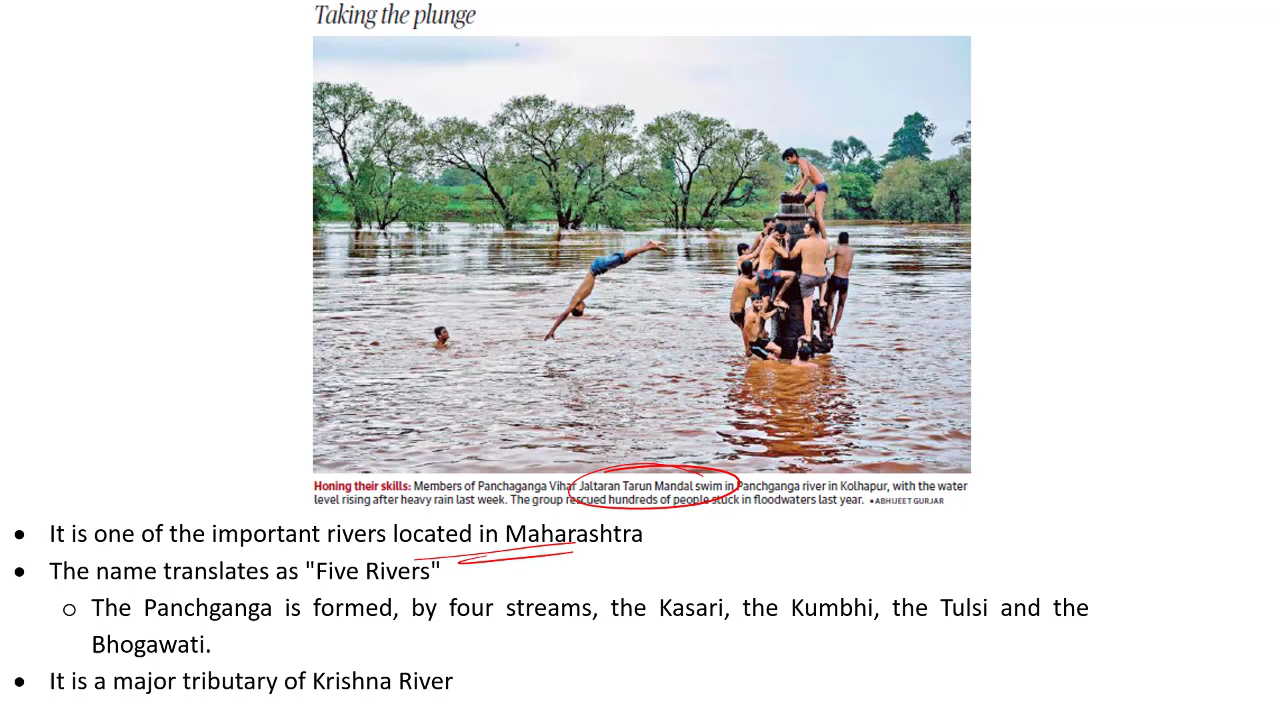 Taking the plunge
Honing their skills: Members of Panchaganga Vihar Jaltaran Tarun Mandal swim in Panchganga river in Kolhapur, with the water
level rising after heavy rain last week. The group rescued hundreds of people stuck in floodwaters last year. • ABHIJEET GURJAR
• It is one of the important rivers located in Maharashtra
• The name translates as "Five Rivers"
o The Panchganga is formed, by four streams, the Kasari, the Kumbhi, the Tulsi and the
Bhogawati.
• It is a major tributary of Krishna River